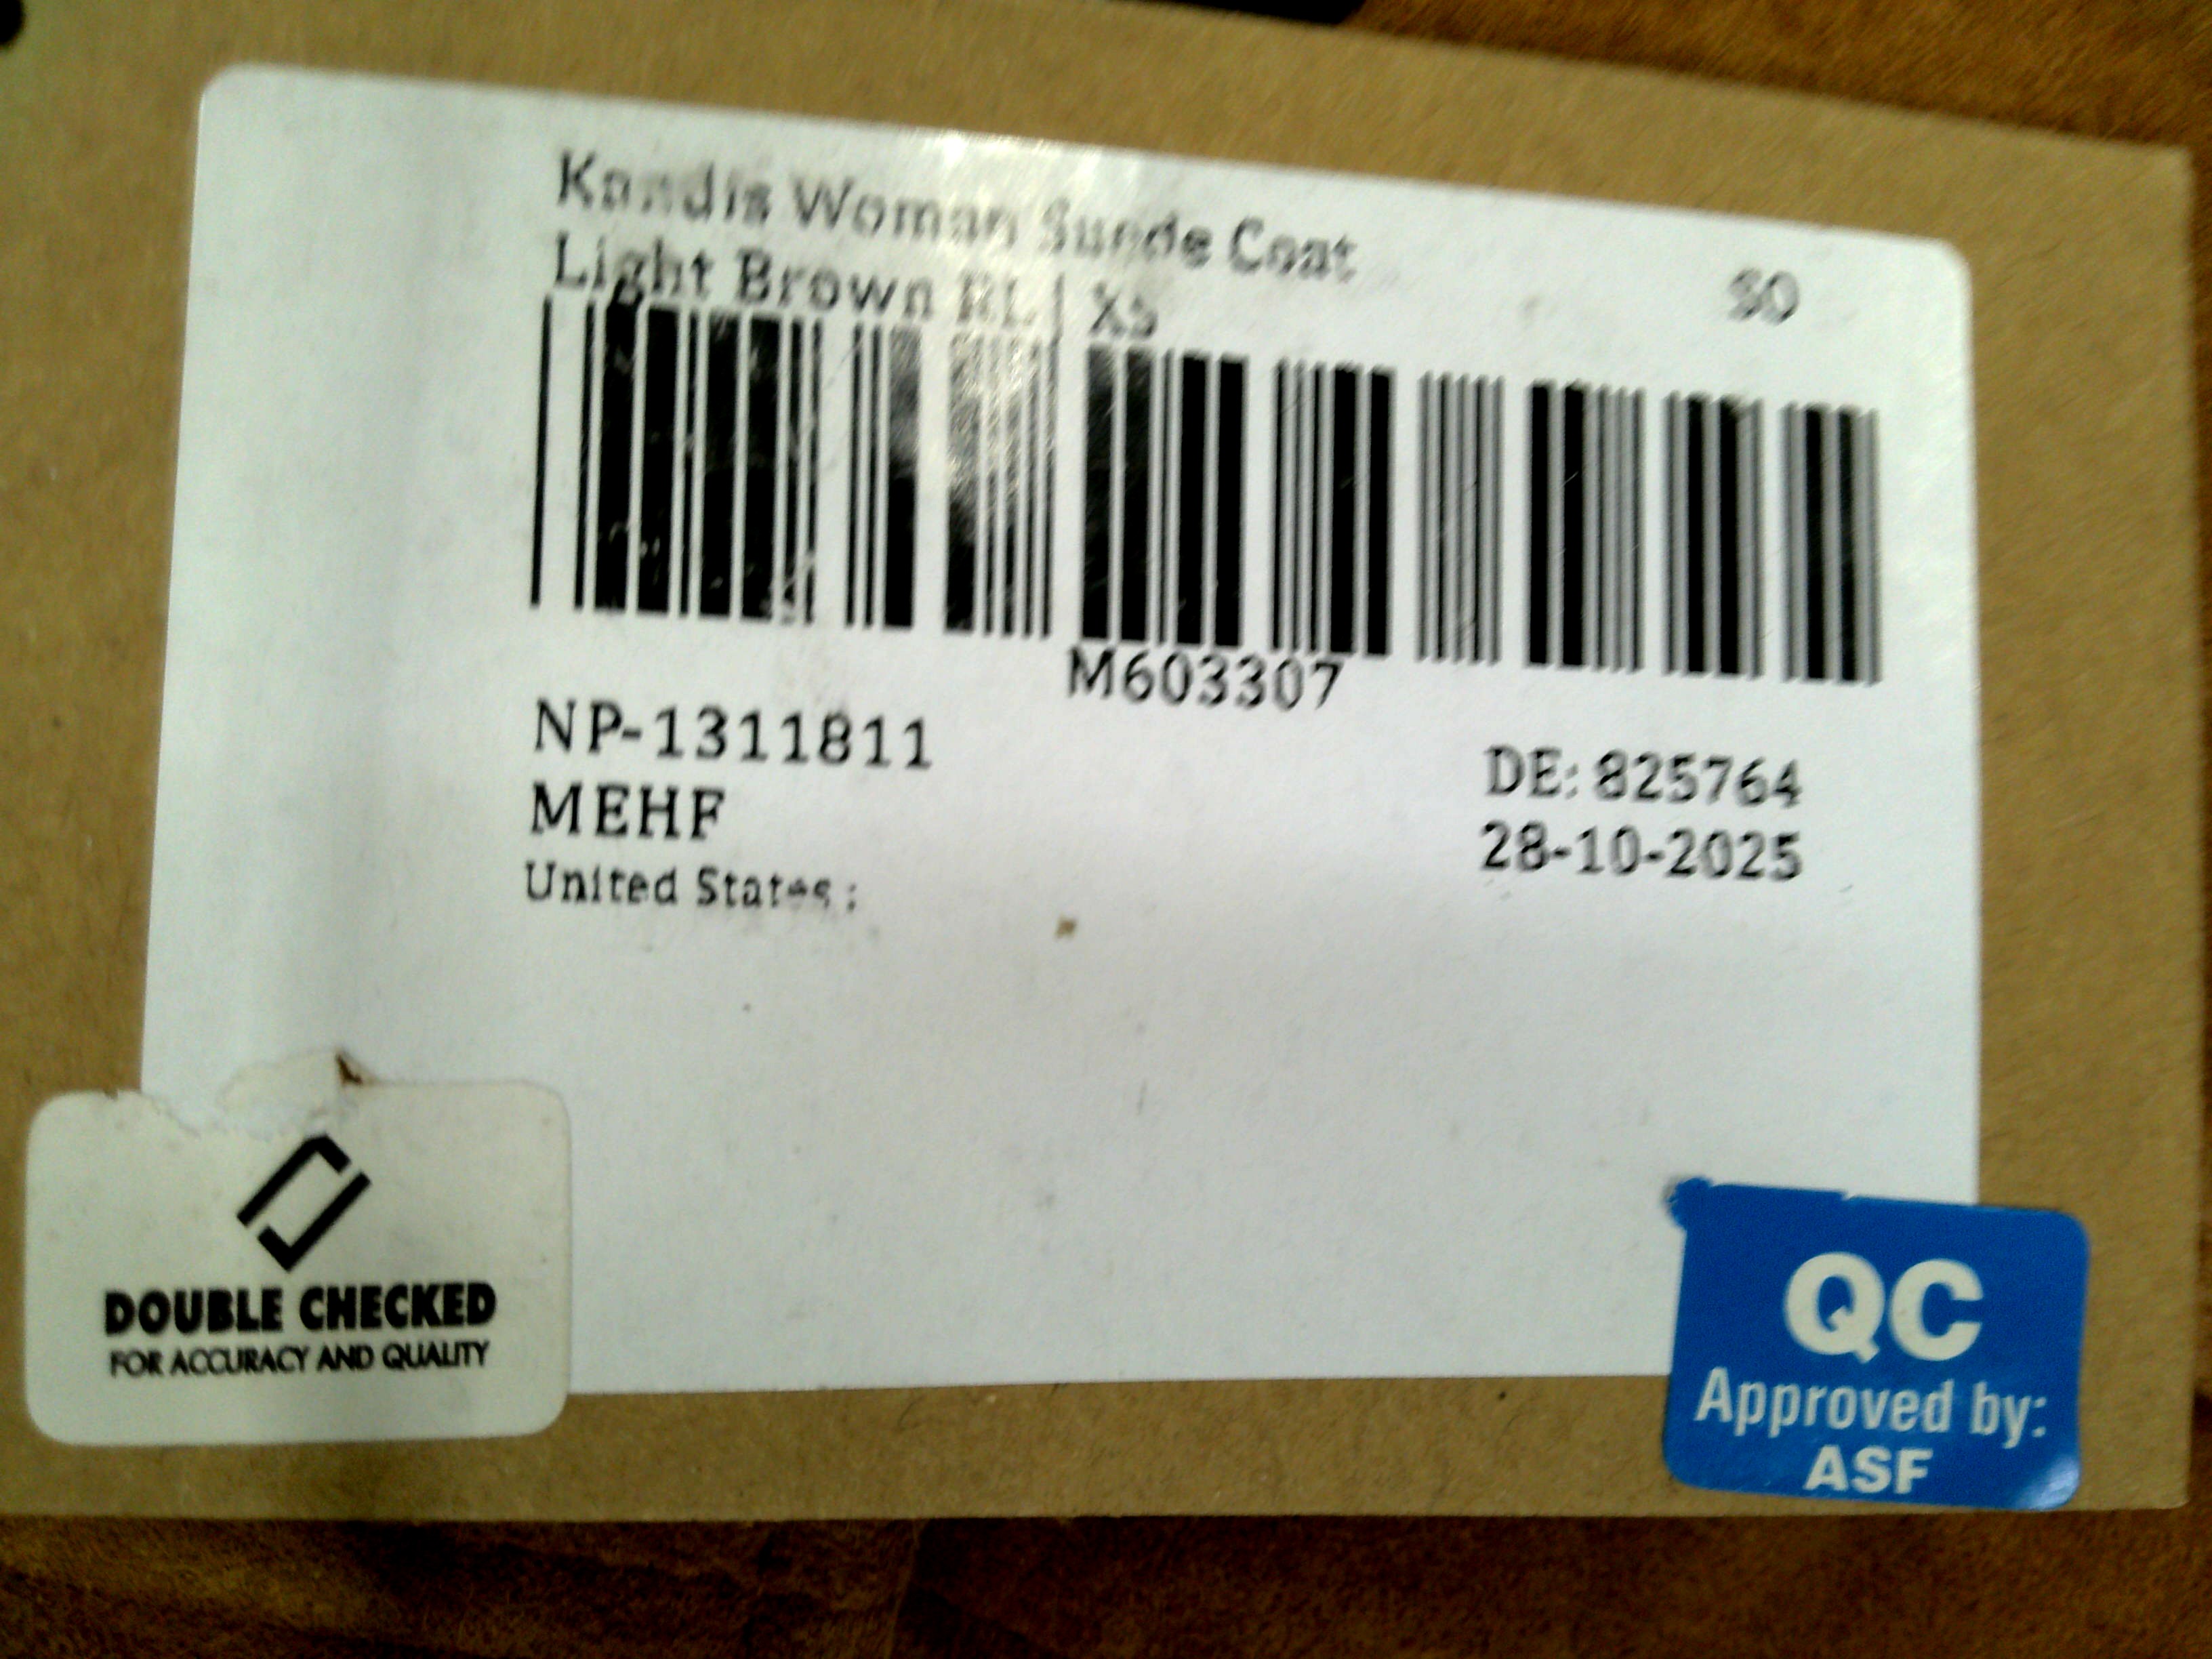 Kandis Woman Suede Coat
Light Brown RL | XS
SO
M603307
NP-1311811
MEHF
United States :
DE: 825764
28-10-2025
DOUBLE CHECKED
FOR ACCURACY AND QUALITY
QC
Approved by:
ASF